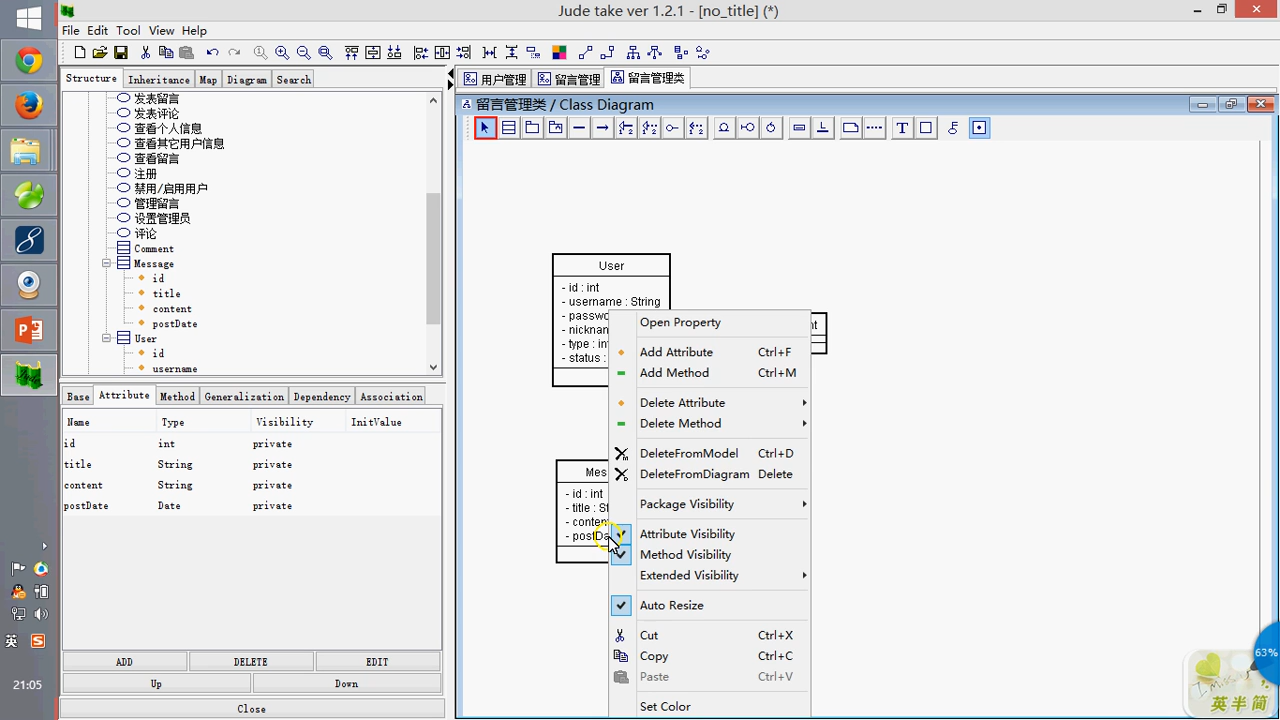 Jude take ver 1.2.1 - [no_title] (*)
File Edit Tool View Help
Structure Inheritance Map Diagram Search
发表留言
发表评论
查看个人信息
查看其它用户信息
查看留言
注册
禁用/启用用户
管理留言
设置管理员
评论
Comment
Message
id
title
content
postDate
User
id
username
Base Attribute Method Generalization Dependency Association
Name Type Visibility InitValue
id int private
title String private
content String private
postDate Date private
ADD DELETE EDIT
Up Down
Close
用户管理 留言管理 留言管理类
留言管理类 / Class Diagram
User
- id : int
- username : String
- passwo
- nicknam
- type : int
- status :
nt
Mes
- id : int
- title : St
- conten
- postDa
Open Property
Add Attribute Ctrl+F
Add Method Ctrl+M
Delete Attribute
Delete Method
DeleteFromModel Ctrl+D
DeleteFromDiagram Delete
Package Visibility
Attribute Visibility
Method Visibility
Extended Visibility
Auto Resize
Cut Ctrl+X
Copy Ctrl+C
Paste Ctrl+V
Set Color
英
21:05
63%
英半简